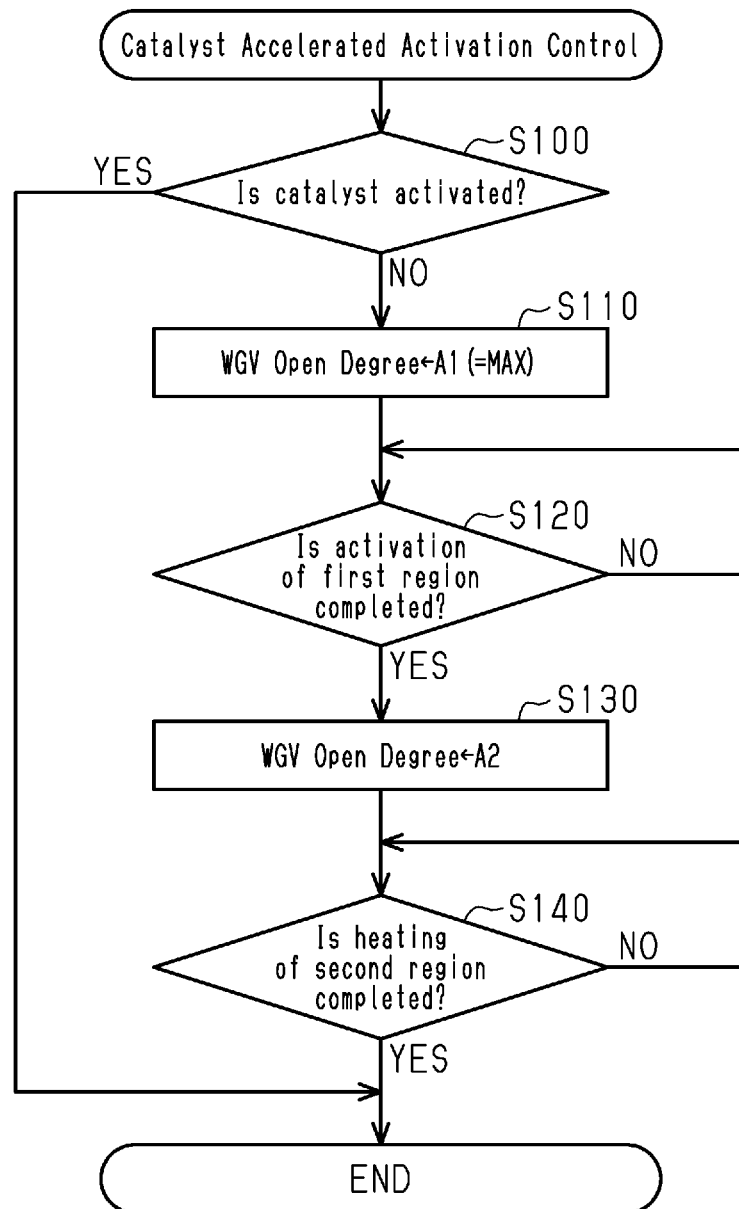 Catalyst Accelerated Activation Control
S100
YES
Is catalyst activated?
NO
S110
WGV Open Degree←A1(=MAX)
S120
Is activation
of first region
completed?
NO
YES
S130
WGV Open Degree←A2
S140
Is heating
of second region
completed?
NO
YES
END